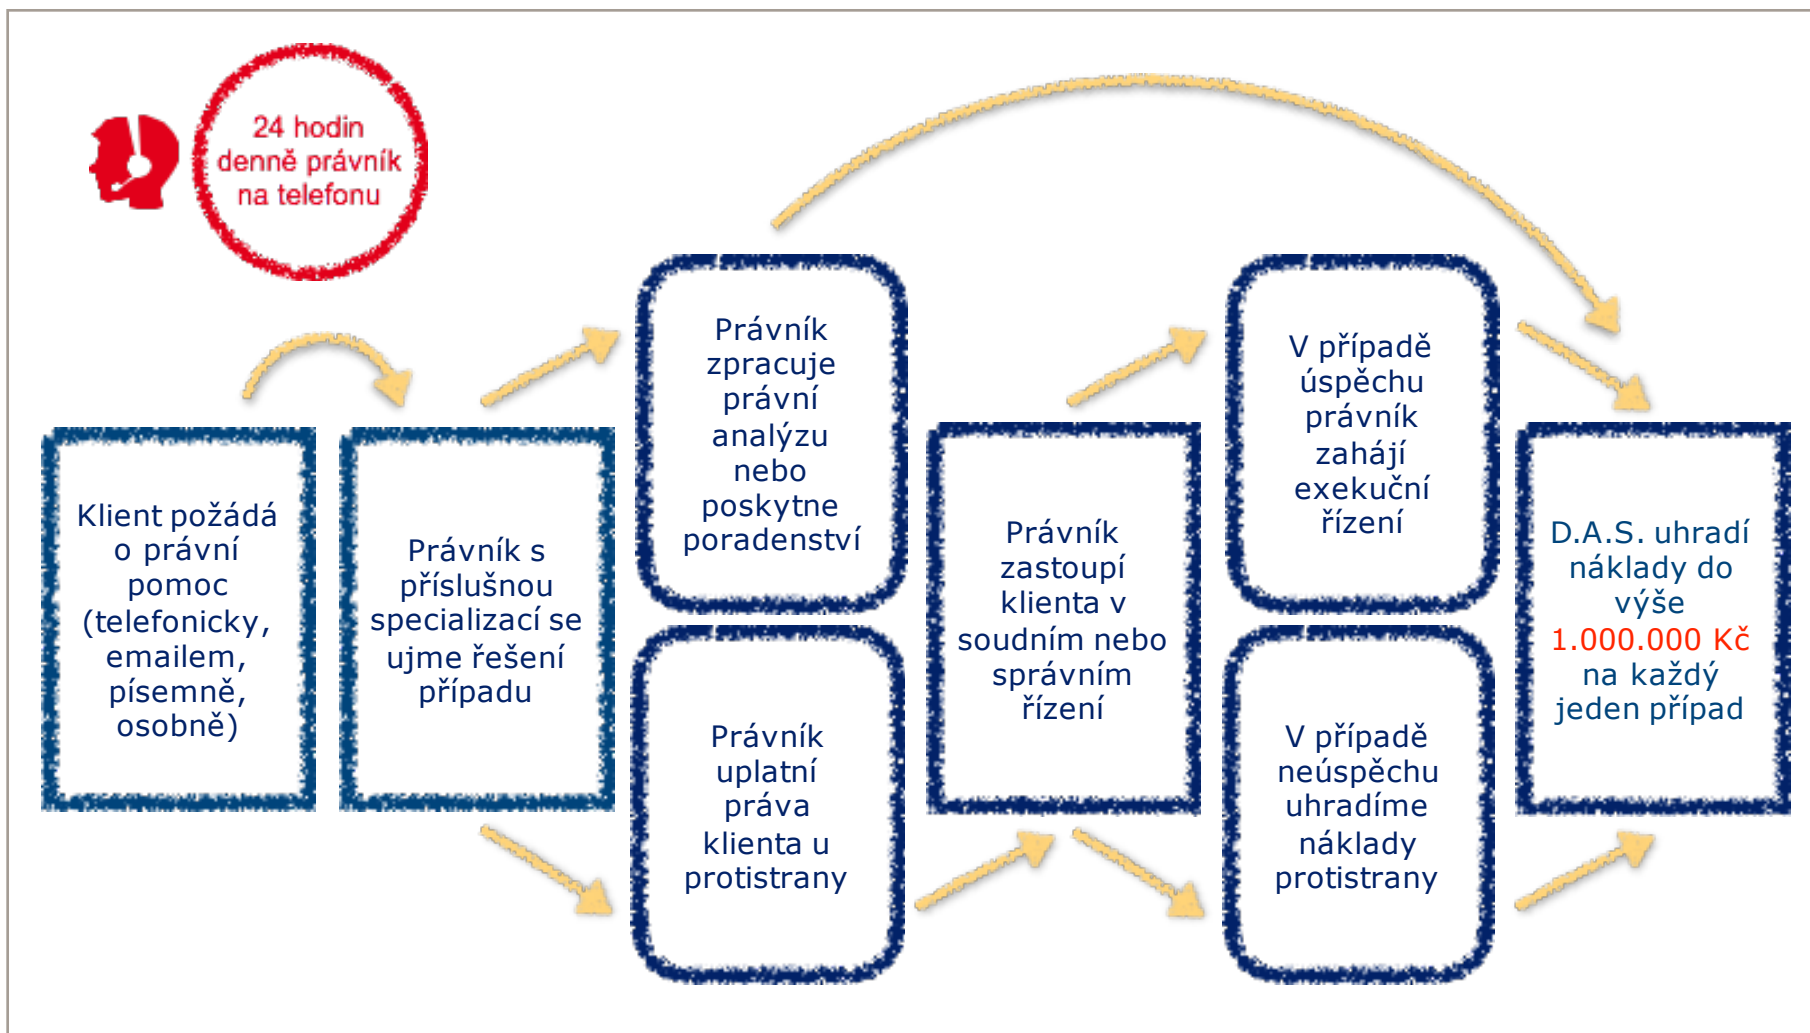 24 hodin
denně právník
na telefonu
Klient požádá
o právní
pomoc
(telefonicky,
emailem,
písemně,
osobně)
Právník s
příslušnou
specializací se
ujme řešení
případu
Právník
zpracuje
právní
analýzu
nebo
poskytne
poradenství
Právník
uplatní
práva
klienta u
protistrany
Právník
zastoupí
klienta v
soudním nebo
správním
řízení
V případě
úspěchu
právník
zahájí
exekuční
řízení
V případě
neúspěchu
uhradíme
náklady
protistrany
D.A.S. uhradí
náklady do
výše
1.000.000 Kč
na každý
jeden případ